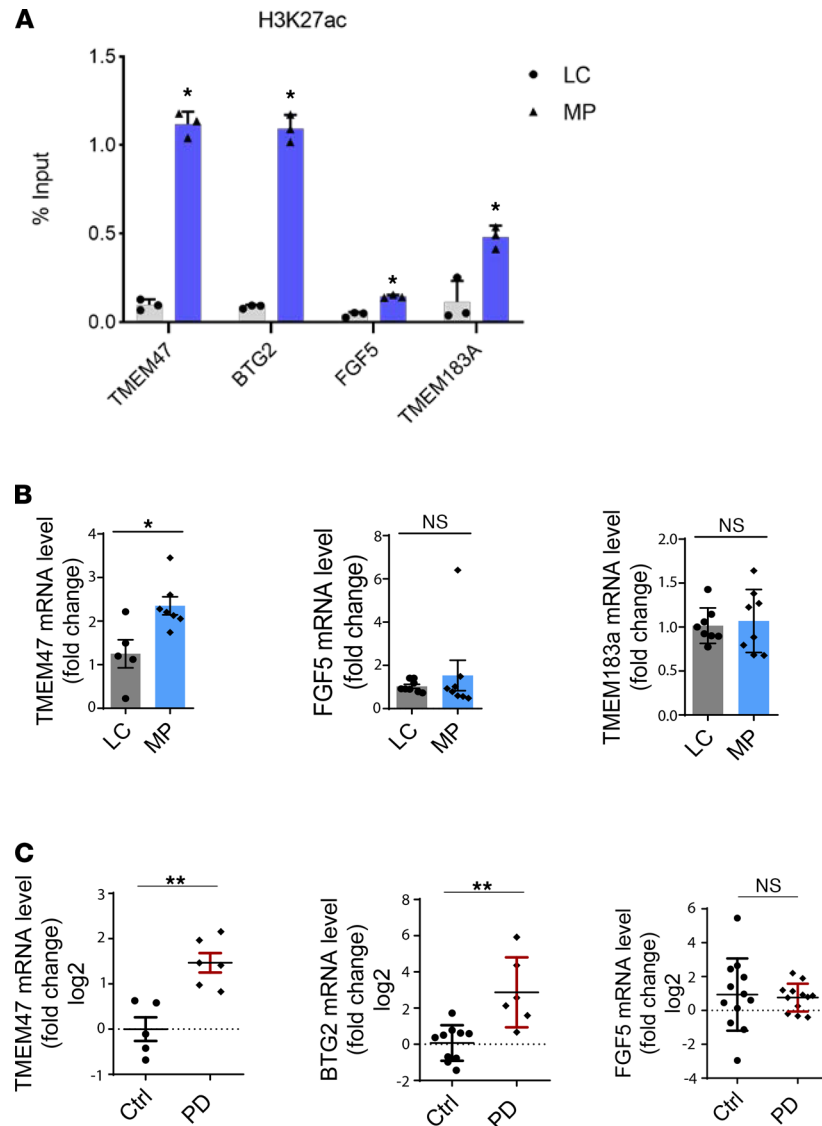 A
H3K27ac
1.5
1.0
0.5
0.0
% Input
LC
MP
*
*
*
*
TMEM47
BTG2
FGF5
TMEM183A
B
TMEM47 mRNA level
(fold change)
4
3
2
1
0
*
LC
MP
FGF5 mRNA level
(fold change)
8
6
4
2
0
NS
LC
MP
TMEM183a mRNA level
(fold change)
2.0
1.5
1.0
0.5
0.0
NS
LC
MP
C
TMEM47 mRNA level
(fold change)
log2
3
2
1
0
-1
**
Ctrl
PD
BTG2 mRNA level
(fold change)
log2
8
6
4
2
0
-2
**
Ctrl
PD
FGF5 mRNA level
(fold change)
log2
6
4
2
0
-2
-4
NS
Ctrl
PD